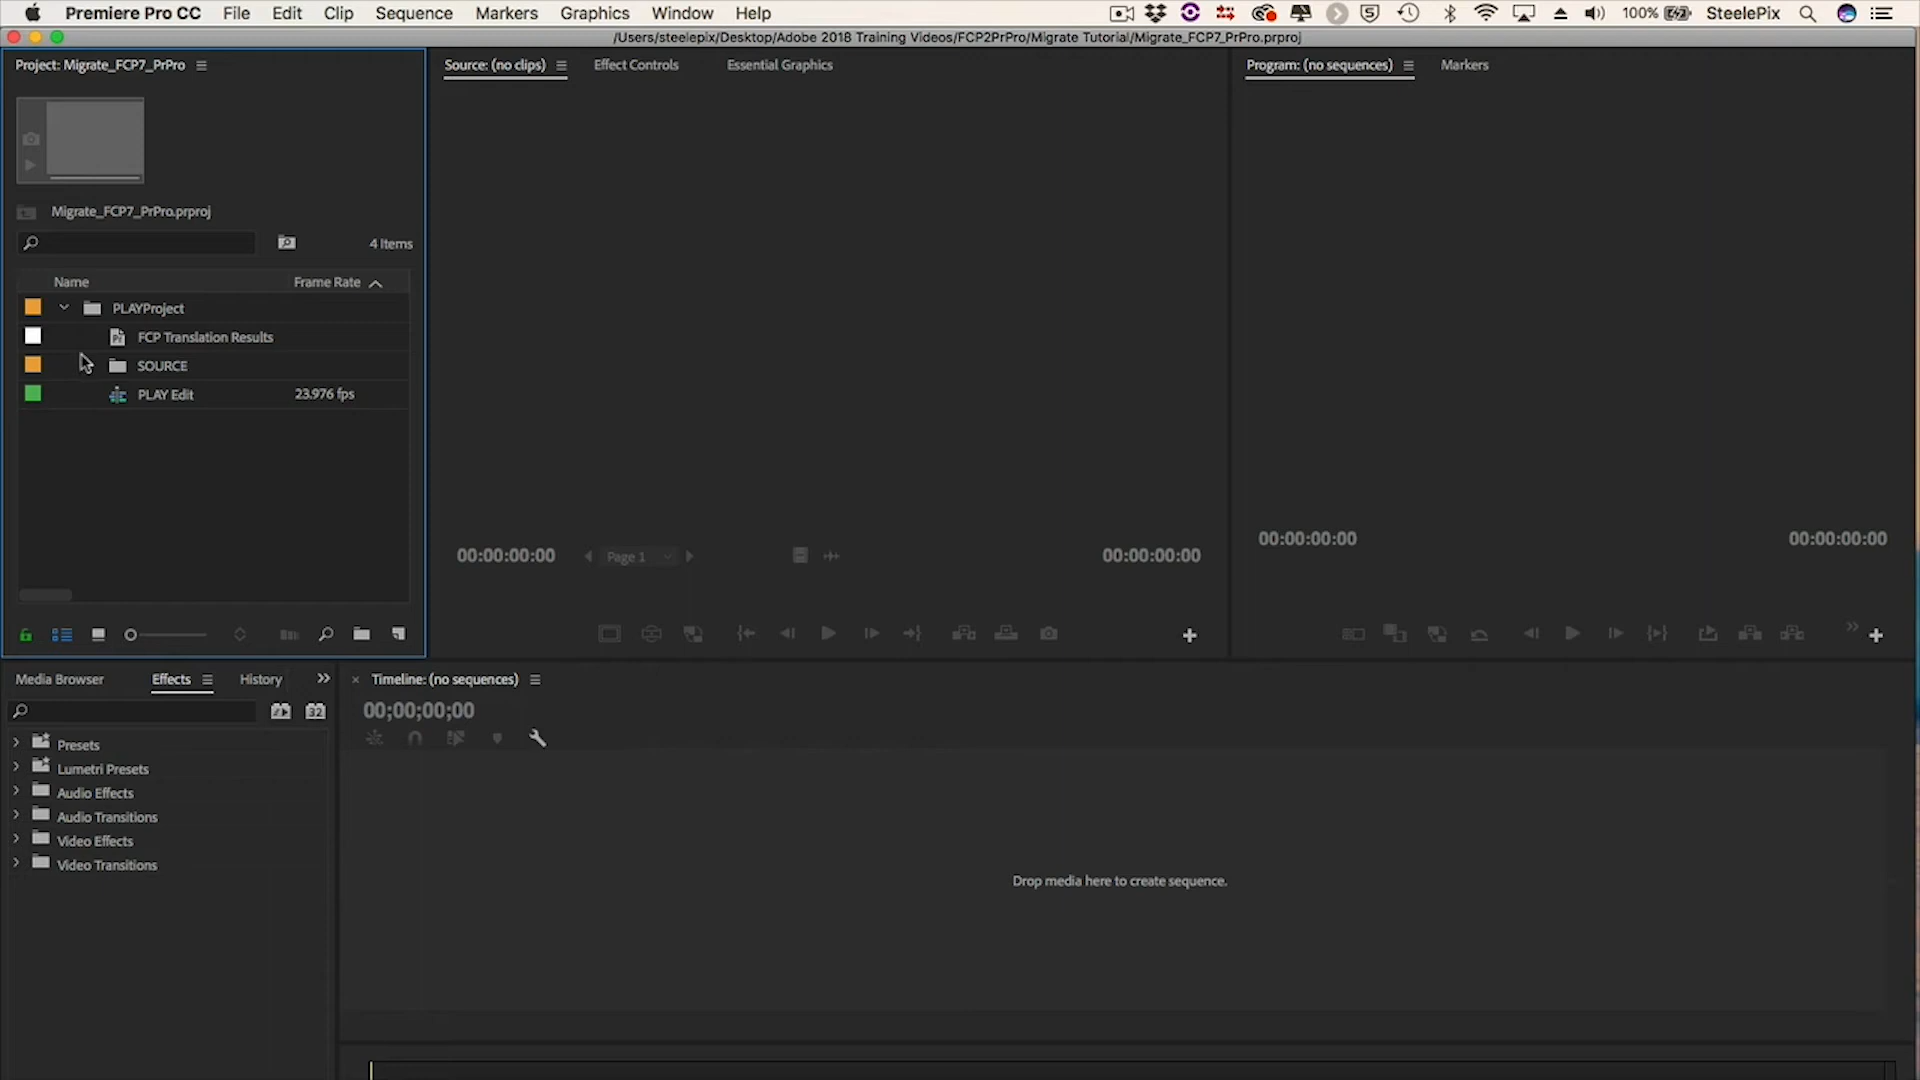 Premiere Pro CC File Edit Clip Sequence Markers Graphics Window Help 100% SteelePix
/Users/steelepix/Desktop/Adobe 2018 Training Videos/FCP2PrPro/Migrate Tutorial/Migrate_FCP7_PrPro.prproj
Project: Migrate_FCP7_PrPro
Source: (no clips) Effect Controls Essential Graphics
Program: (no sequences) Markers
Migrate_FCP7_PrPro.prproj
4 Items
Name Frame Rate
PLAYProject
FCP Translation Results
SOURCE
PLAY Edit 23.976 fps
00:00:00:00 Page 1 00:00:00:00
00:00:00:00 00:00:00:00
Media Browser Effects History
Timeline: (no sequences)
00;00;00;00
32
Presets
Lumetri Presets
Audio Effects
Audio Transitions
Video Effects
Video Transitions
Drop media here to create sequence.